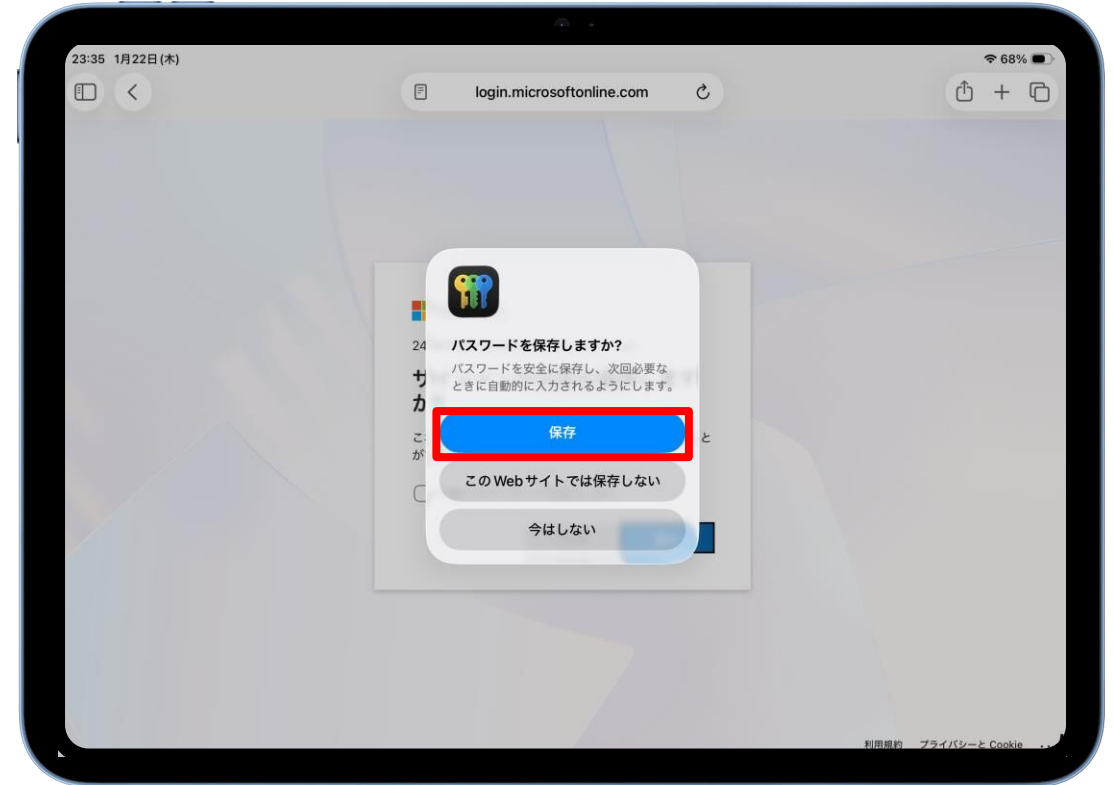 23:35 1月22日(木)
68%
login.microsoftonline.com
24
パスワードを保存しますか?
パスワードを安全に保存し、次回必要な
ときに自動的に入力されるようにします。
サ
か
保存
と
が
このWebサイトでは保存しない
今はしない
利用規約 プライバシーと Cookie ...